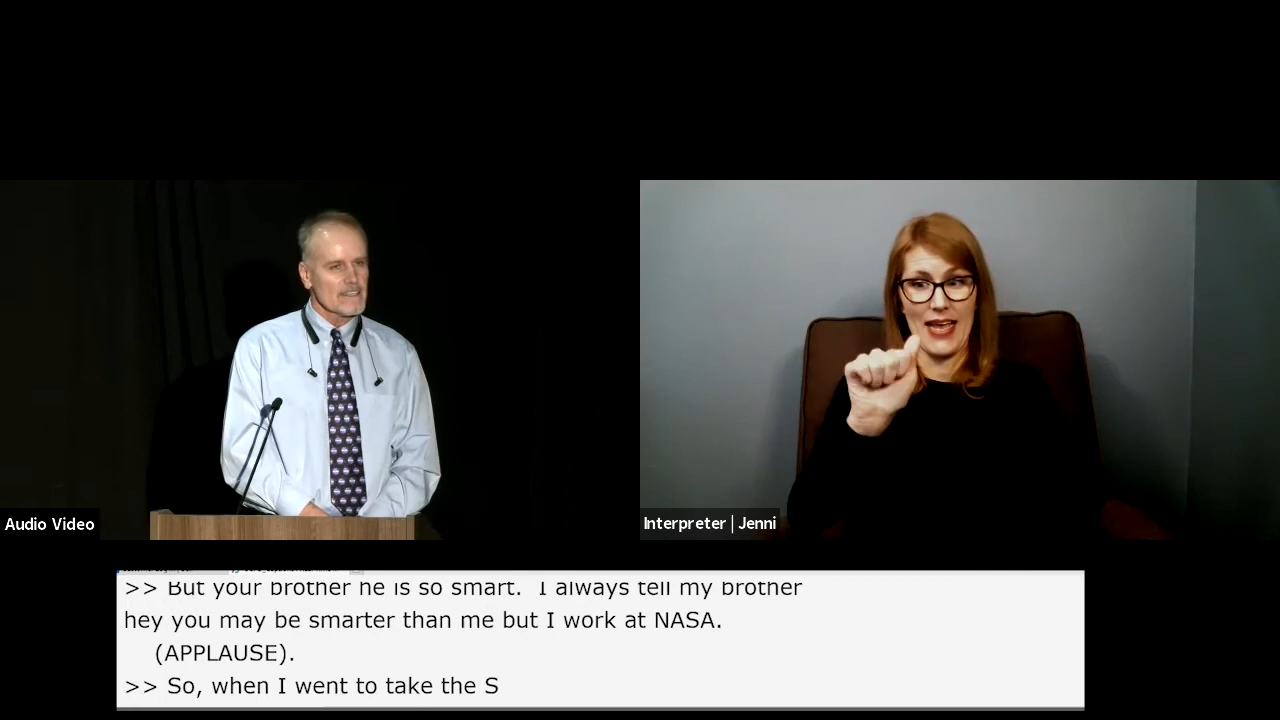 Audio Video
Interpreter | Jenni
>> But your brother he is so smart.  I always tell my brother
hey you may be smarter than me but I work at NASA.
(APPLAUSE).
>> So, when I went to take the S